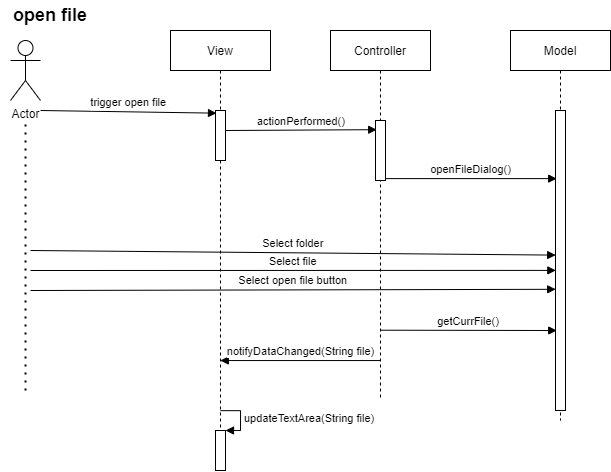 open file
View
Controller
Model
Actor
trigger open file
actionPerformed()
openFileDialog()
Select folder
Select file
Select open file button
getCurrFile()
notifyDataChanged(String file)
updateTextArea(String file)